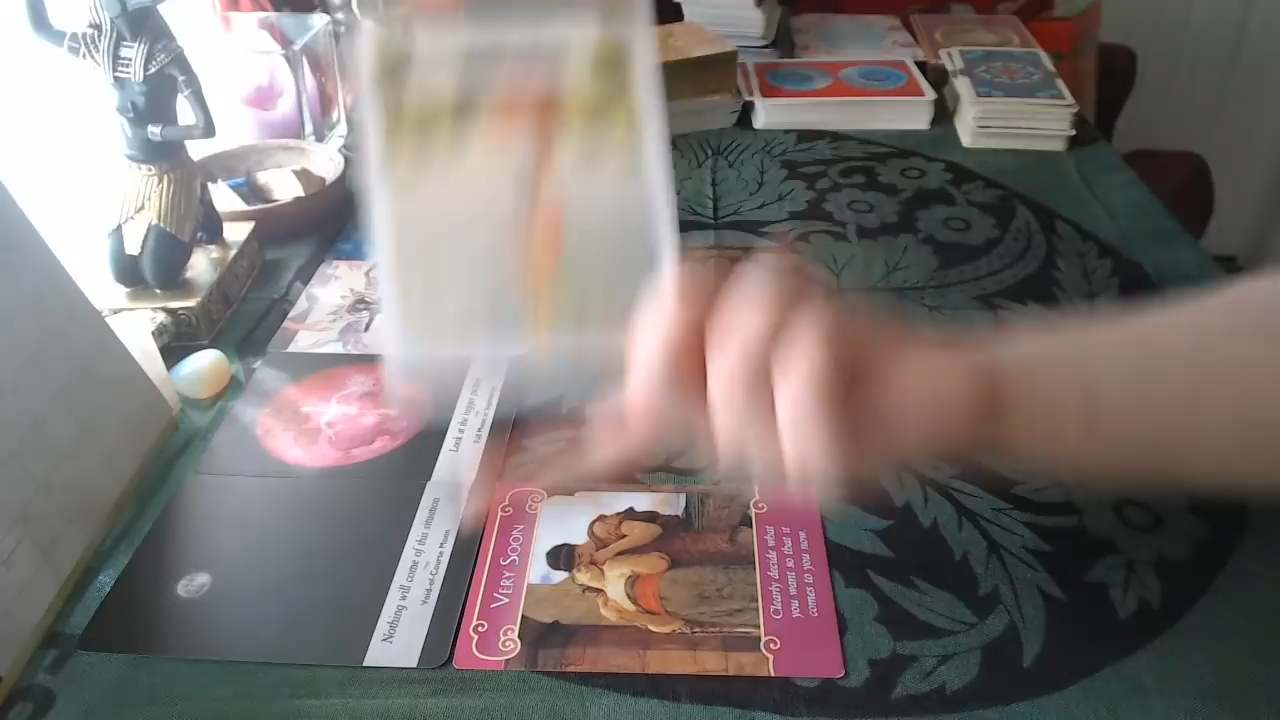 Look at the bigger picture
Full Moon in Sagittarius
Nothing will come of this situation
Void-of-Course Moon
VERY SOON
Clearly decide what
you want so that it
comes to you now.